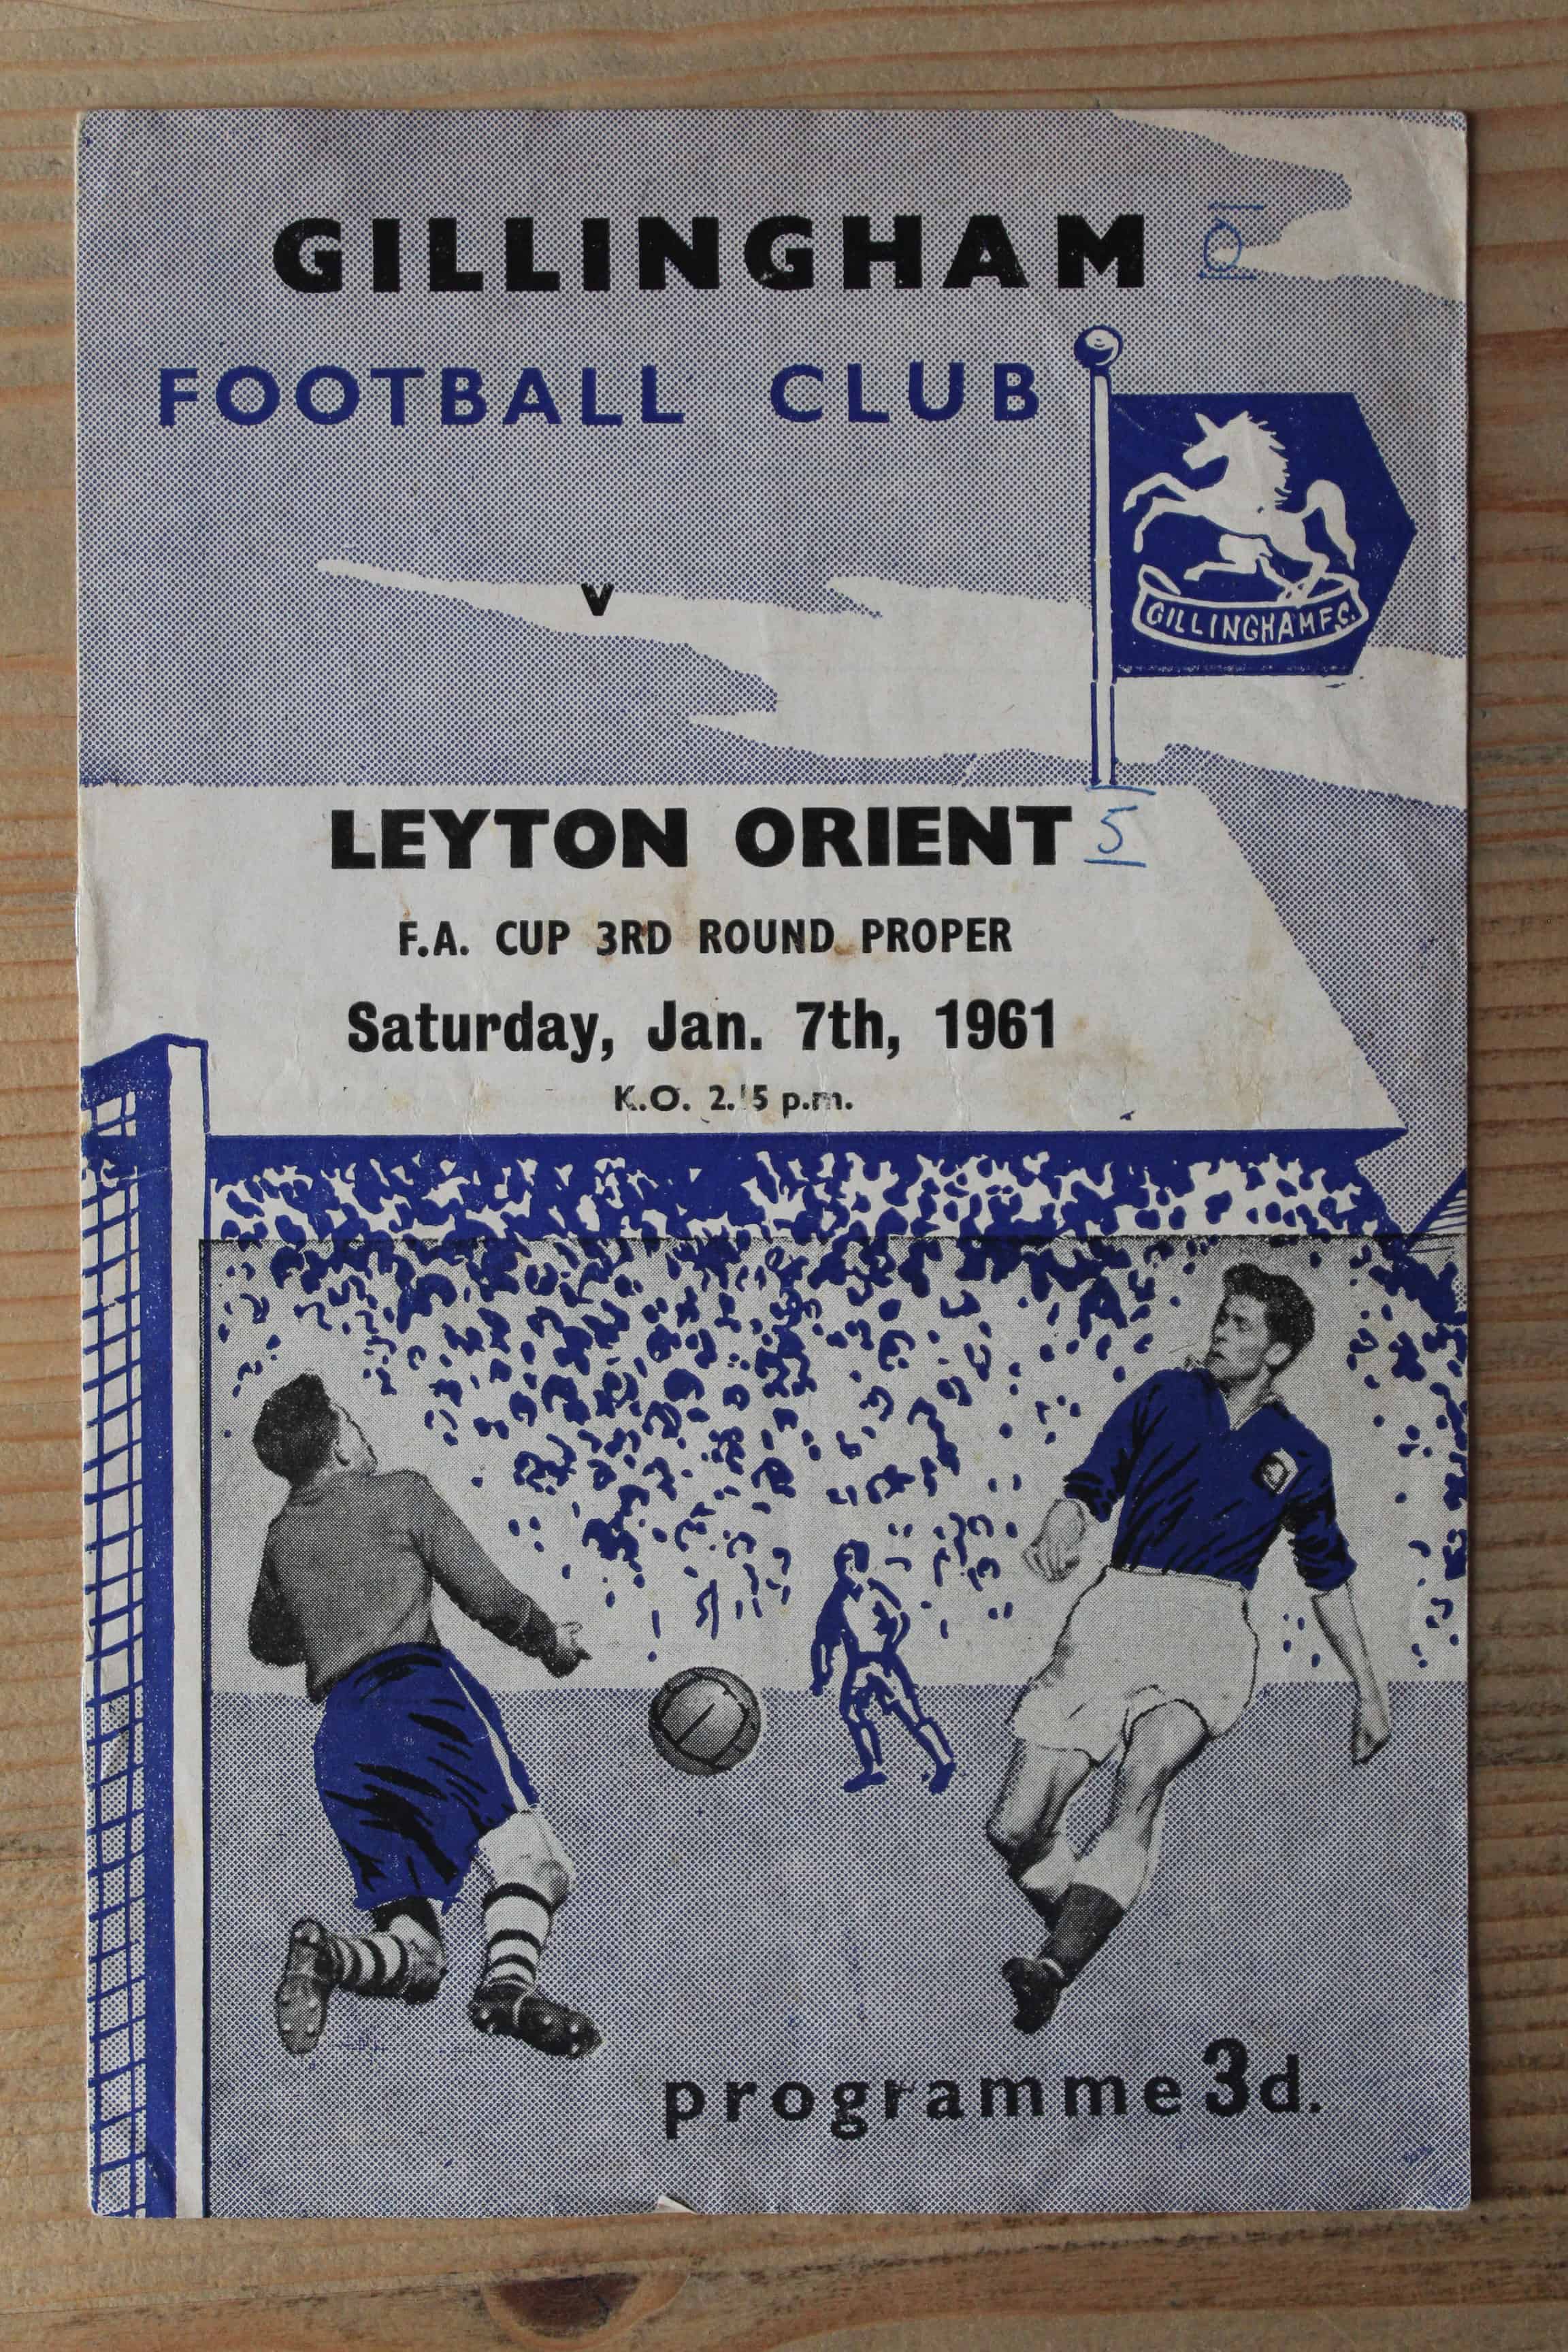 GILLINGHAM
FOOTBALL CLUB
GILLINGHAM F.C.
v
LEYTON ORIENT 5
F.A. CUP 3RD ROUND PROPER
Saturday, Jan. 7th, 1961
K.O. 2.15 p.m.
programme 3d.